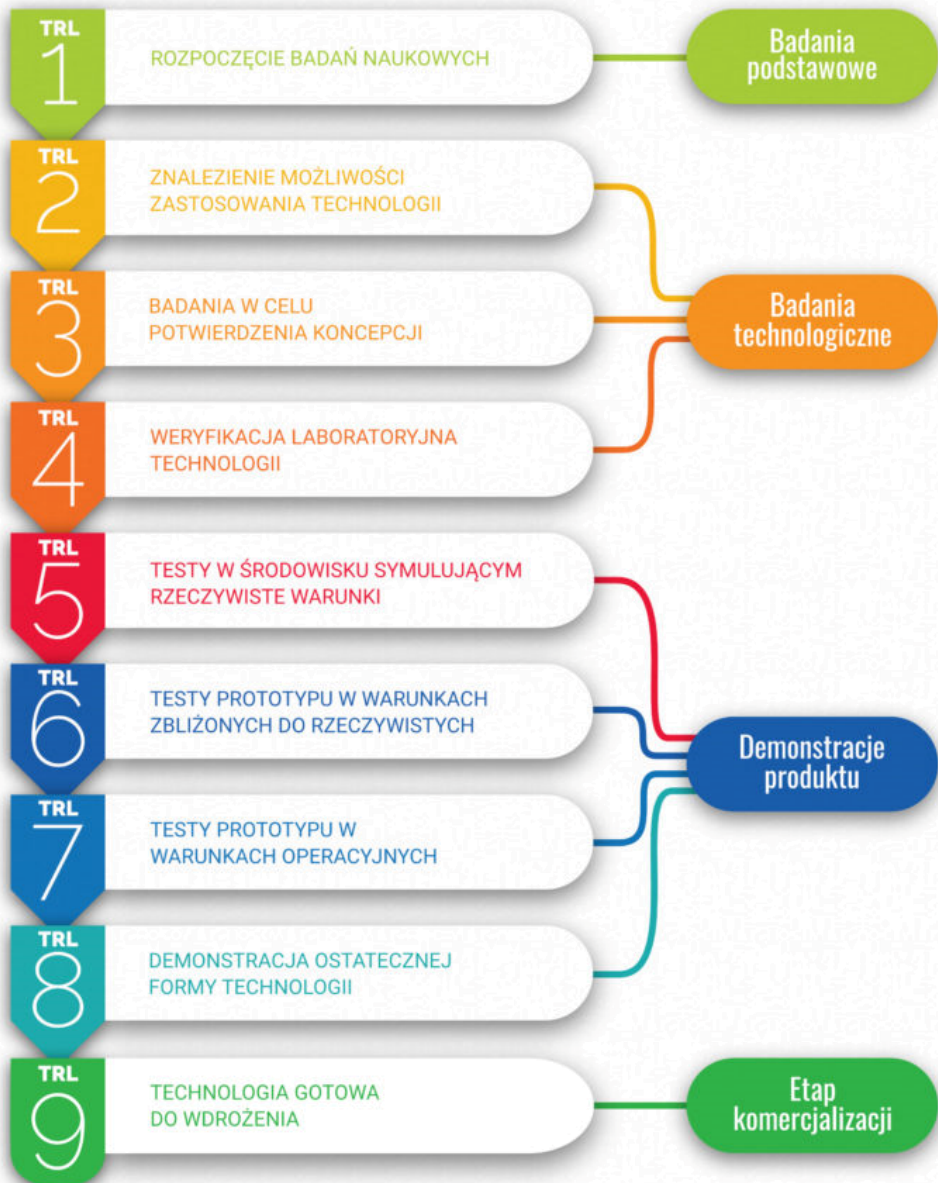 TRL
1
ROZPOCZĘCIE BADAŃ NAUKOWYCH
Badania
podstawowe
TRL
2
ZNALEZIENIE MOŻLIWOŚCI
ZASTOSOWANIA TECHNOLOGII
TRL
3
BADANIA W CELU
POTWIERDZENIA KONCEPCJI
Badania
technologiczne
TRL
4
WERYFIKACJA LABORATORYJNA
TECHNOLOGII
TRL
5
TESTY W ŚRODOWISKU SYMULUJĄCYM
RZECZYWISTE WARUNKI
TRL
6
TESTY PROTOTYPU W WARUNKACH
ZBLIŻONYCH DO RZECZYWISTYCH
Demonstracje
produktu
TRL
7
TESTY PROTOTYPU W
WARUNKACH OPERACYJNYCH
TRL
8
DEMONSTRACJA OSTATECZNEJ
FORMY TECHNOLOGII
TRL
9
TECHNOLOGIA GOTOWA
DO WDROŻENIA
Etap
komercjalizacji